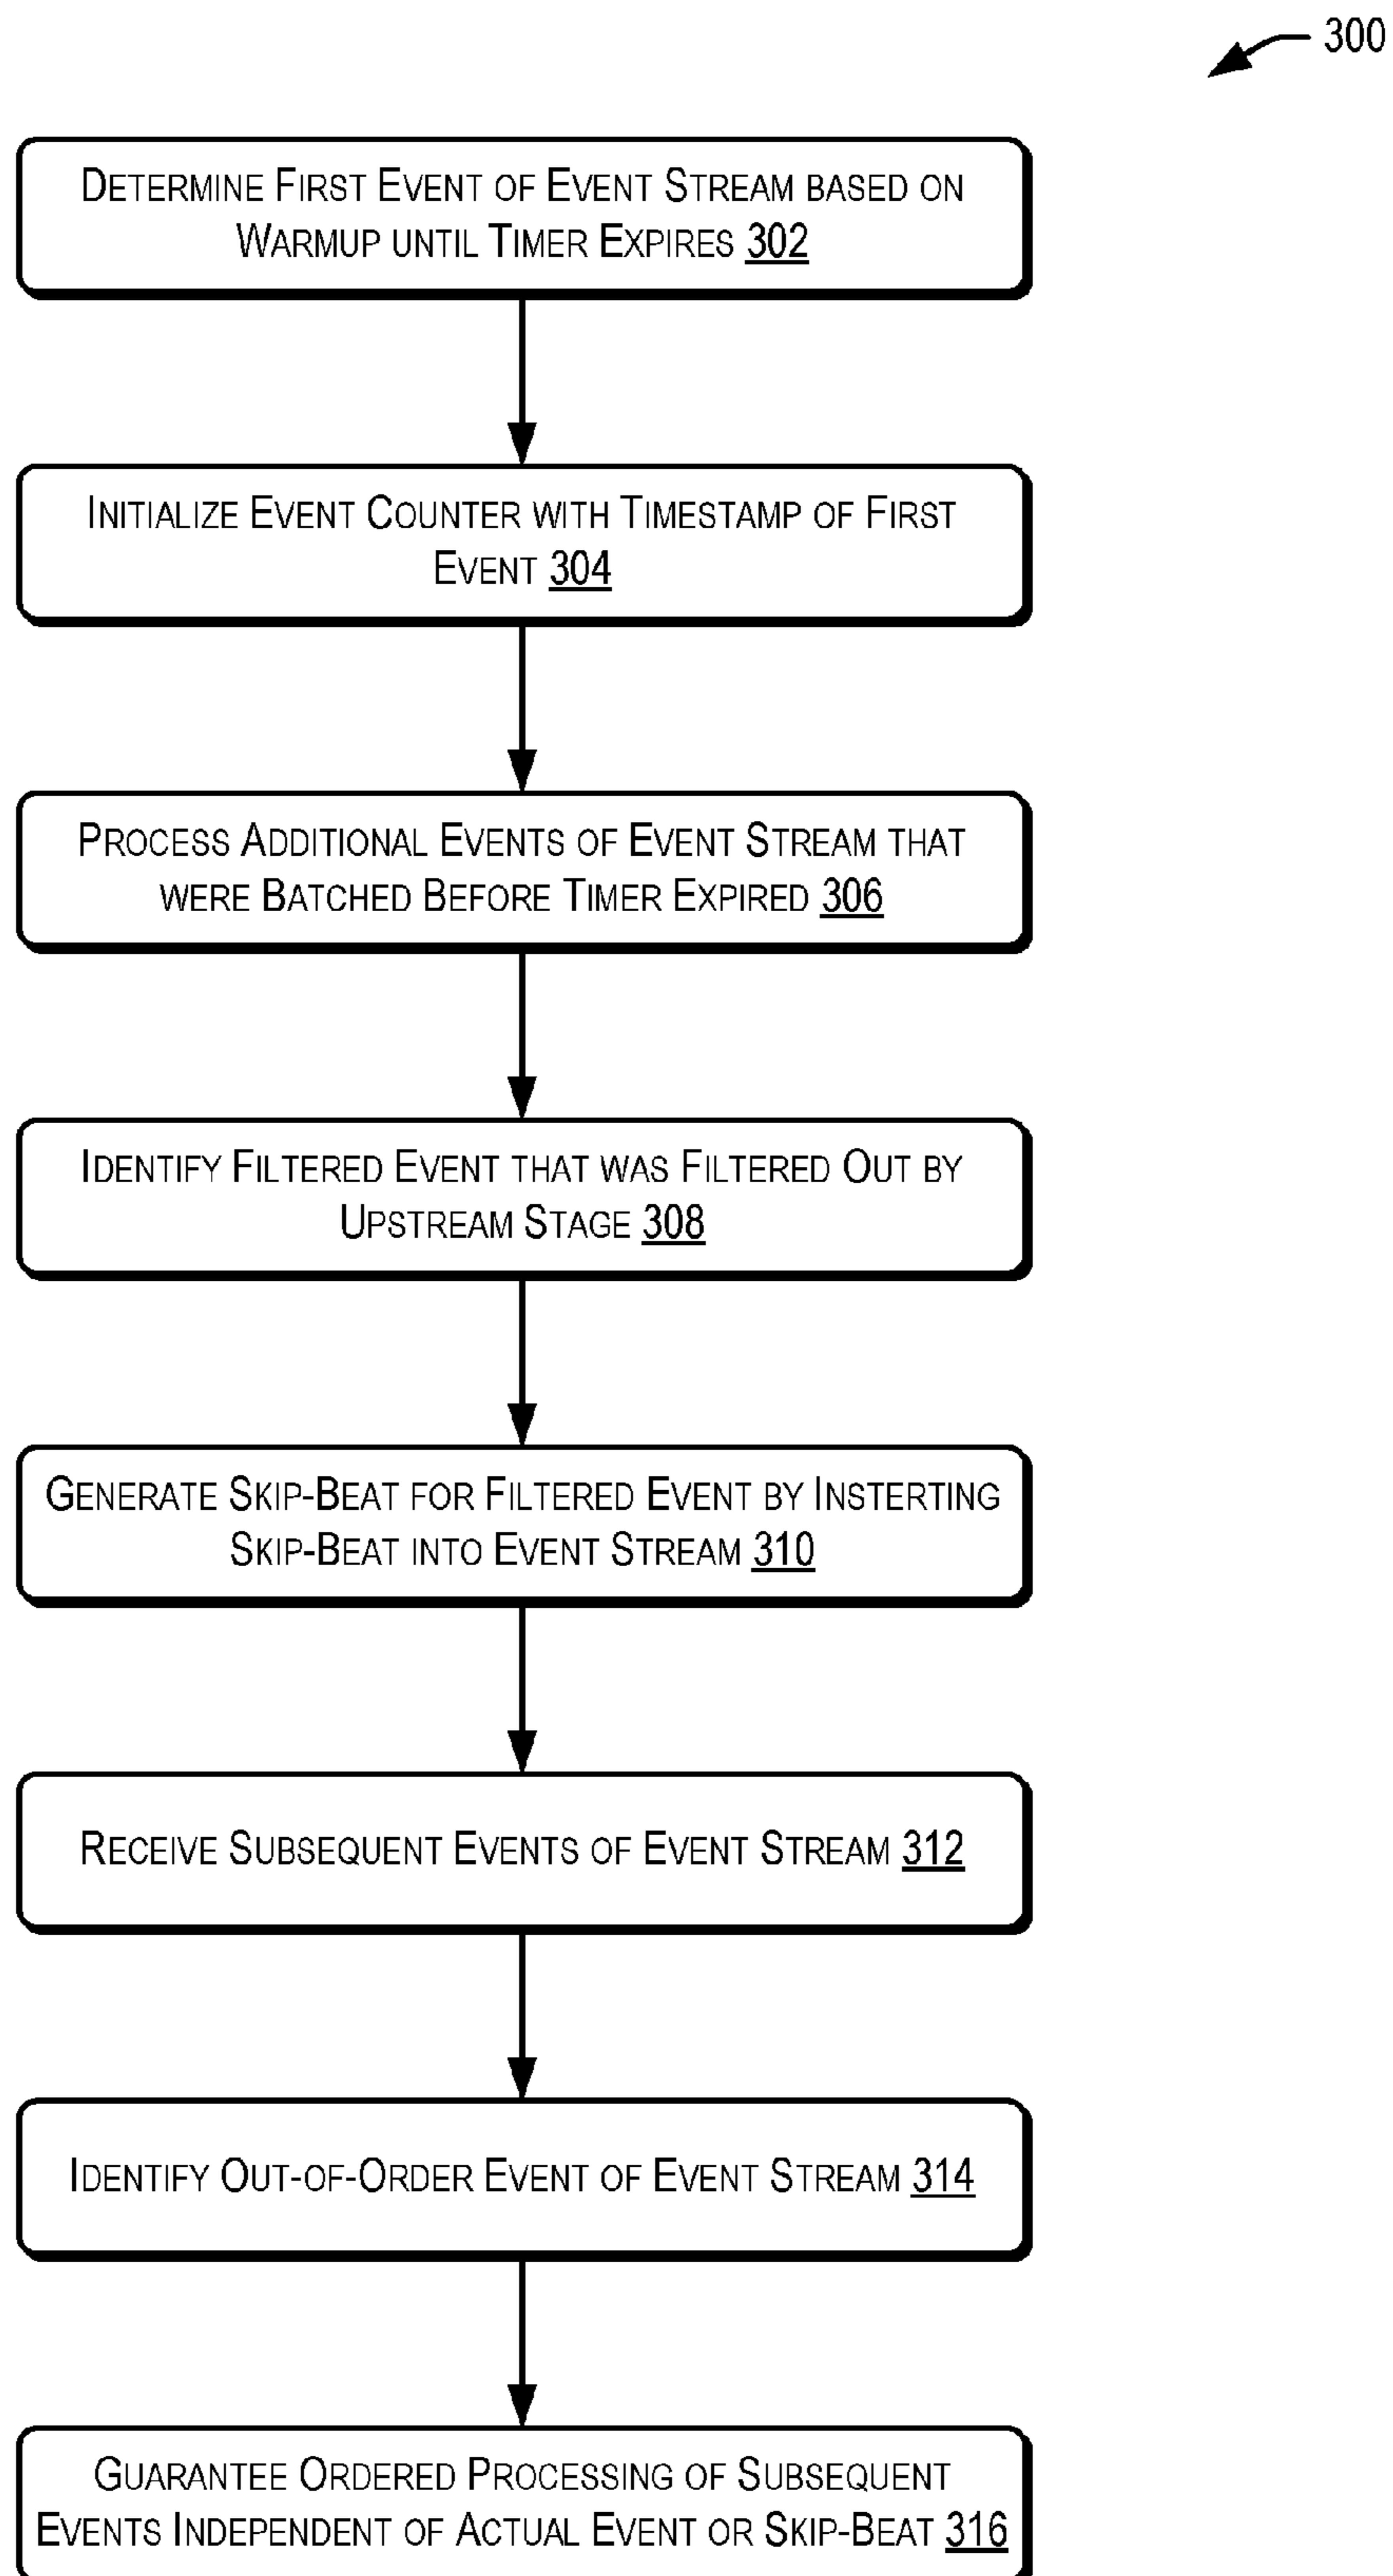 300
DETERMINE FIRST EVENT OF EVENT STREAM BASED ON
WARMUP UNTIL TIMER EXPIRES 302
INITIALIZE EVENT COUNTER WITH TIMESTAMP OF FIRST
EVENT 304
PROCESS ADDITIONAL EVENTS OF EVENT STREAM THAT
WERE BATCHED BEFORE TIMER EXPIRED 306
IDENTIFY FILTERED EVENT THAT WAS FILTERED OUT BY
UPSTREAM STAGE 308
GENERATE SKIP-BEAT FOR FILTERED EVENT BY INSTERTING
SKIP-BEAT INTO EVENT STREAM 310
RECEIVE SUBSEQUENT EVENTS OF EVENT STREAM 312
IDENTIFY OUT-OF-ORDER EVENT OF EVENT STREAM 314
GUARANTEE ORDERED PROCESSING OF SUBSEQUENT
EVENTS INDEPENDENT OF ACTUAL EVENT OR SKIP-BEAT 316